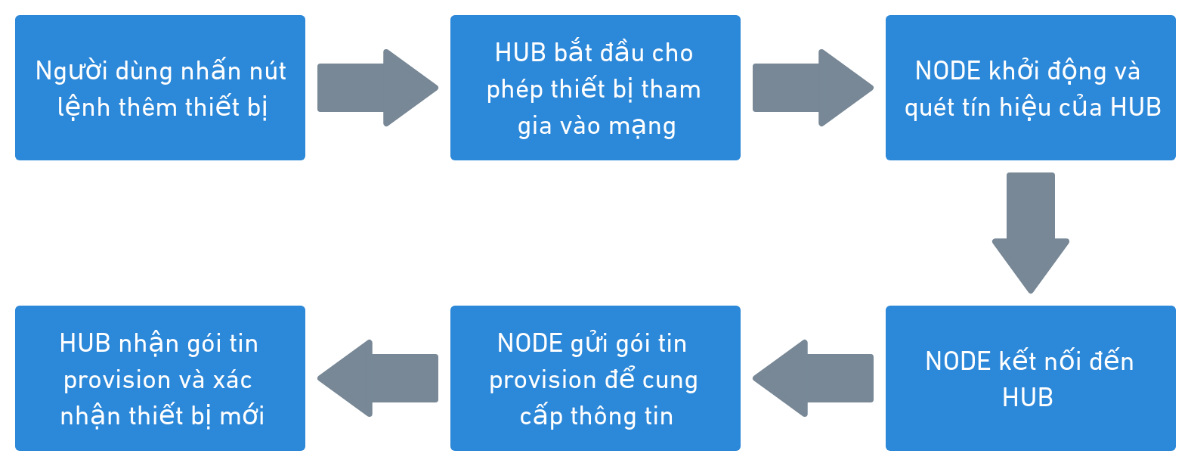 Người dùng nhấn nút
lệnh thêm thiết bị
HUB bắt đầu cho
phép thiết bị tham
gia vào mạng
NODE khởi động và
quét tín hiệu của HUB
NODE kết nối đến
HUB
NODE gửi gói tin
provision để cung
cấp thông tin
HUB nhận gói tin
provision và xác
nhận thiết bị mới